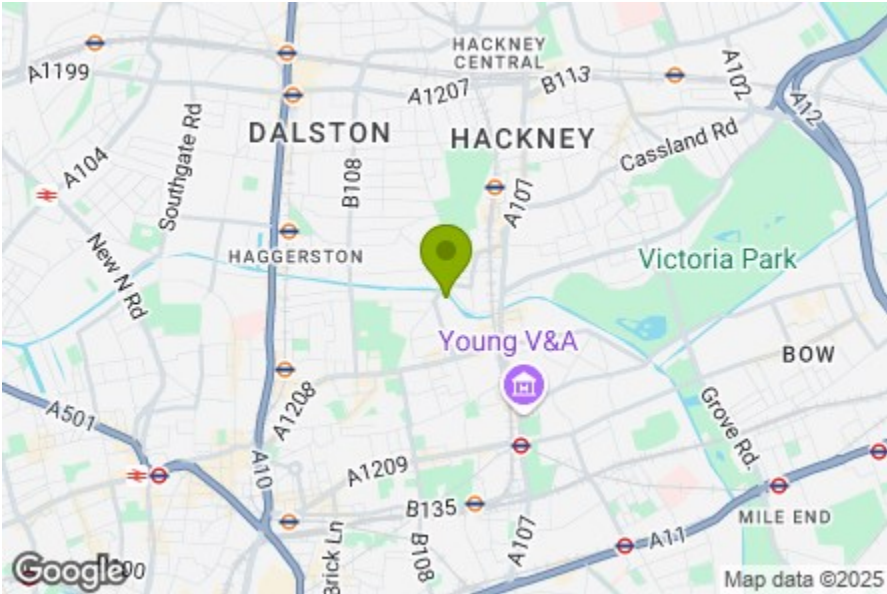 HACKNEY
CENTRAL
A1199
A1207
B113
A102
A12
DALSTON
HACKNEY
Cassland Rd
A104
Southgate Rd
B108
A107
New N Rd
HAGGERSTON
Victoria Park
Young V&A
BOW
A1208
A501
Grove Rd.
A10
A1209
B135
MILE END
Brick Ln
B108
A107
A11
Google
Map data ©2025